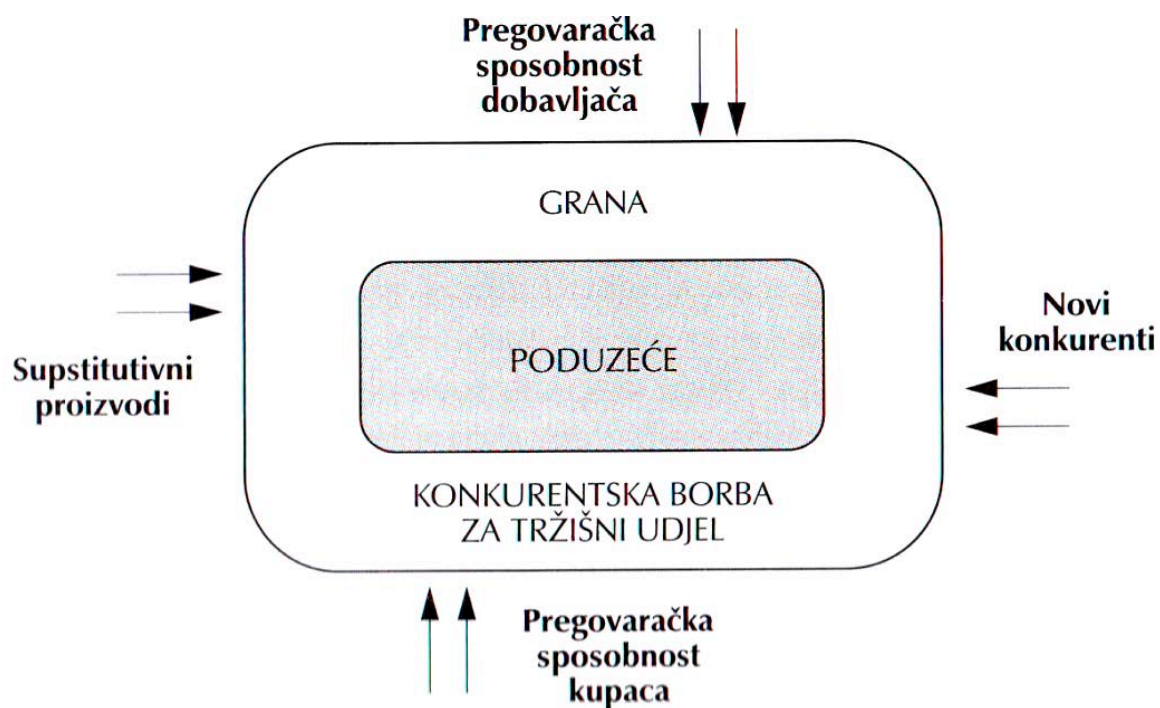 Pregovaračka
sposobnost
dobavljača
GRANA
Supstitutivni
proizvodi
PODUZEĆE
Novi
konkurenti
KONKURENTSKA BORBA
ZA TRŽIŠNI UDJEL
Pregovaračka
sposobnost
kupaca